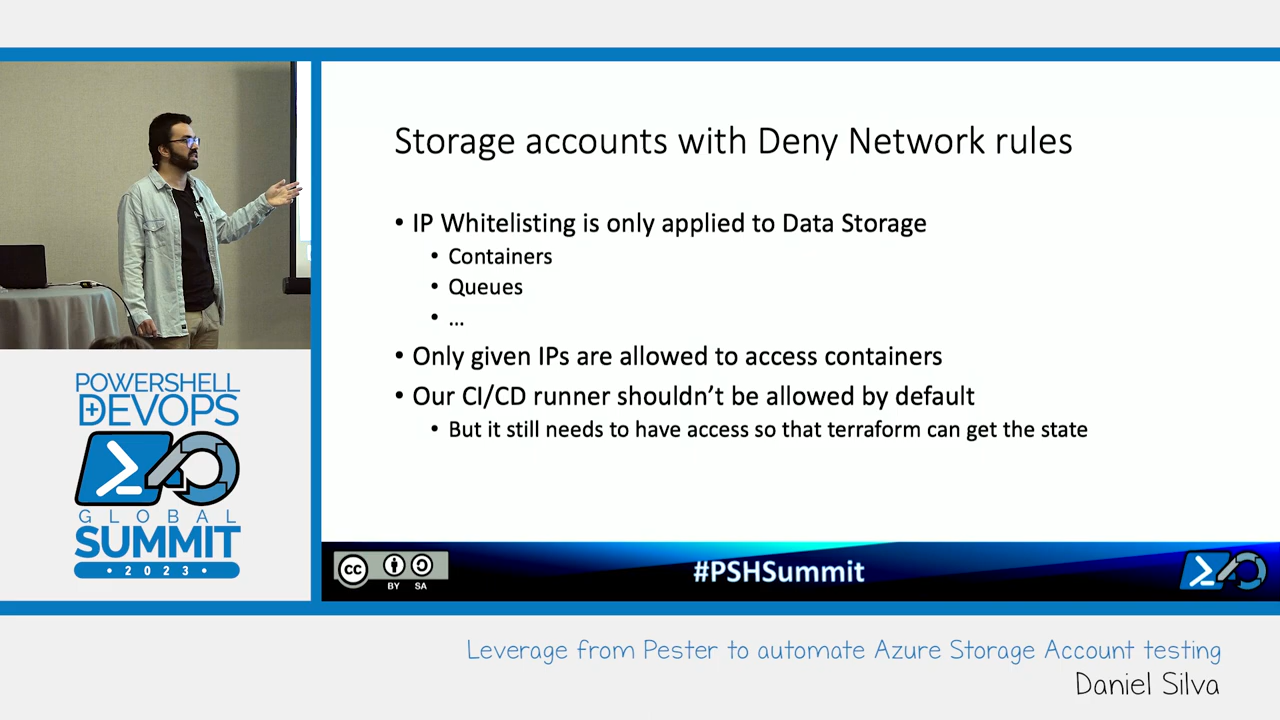 Storage accounts with Deny Network rules
• IP Whitelisting is only applied to Data Storage
• Containers
• Queues
• ...
• Only given IPs are allowed to access containers
• Our CI/CD runner shouldn't be allowed by default
• But it still needs to have access so that terraform can get the state
POWERSHELL
DEVOPS
GLOBAL
SUMMIT
• 2023 •
cc
BY SA
#PSHSummit
Leverage from Pester to automate Azure Storage Account testing
Daniel Silva